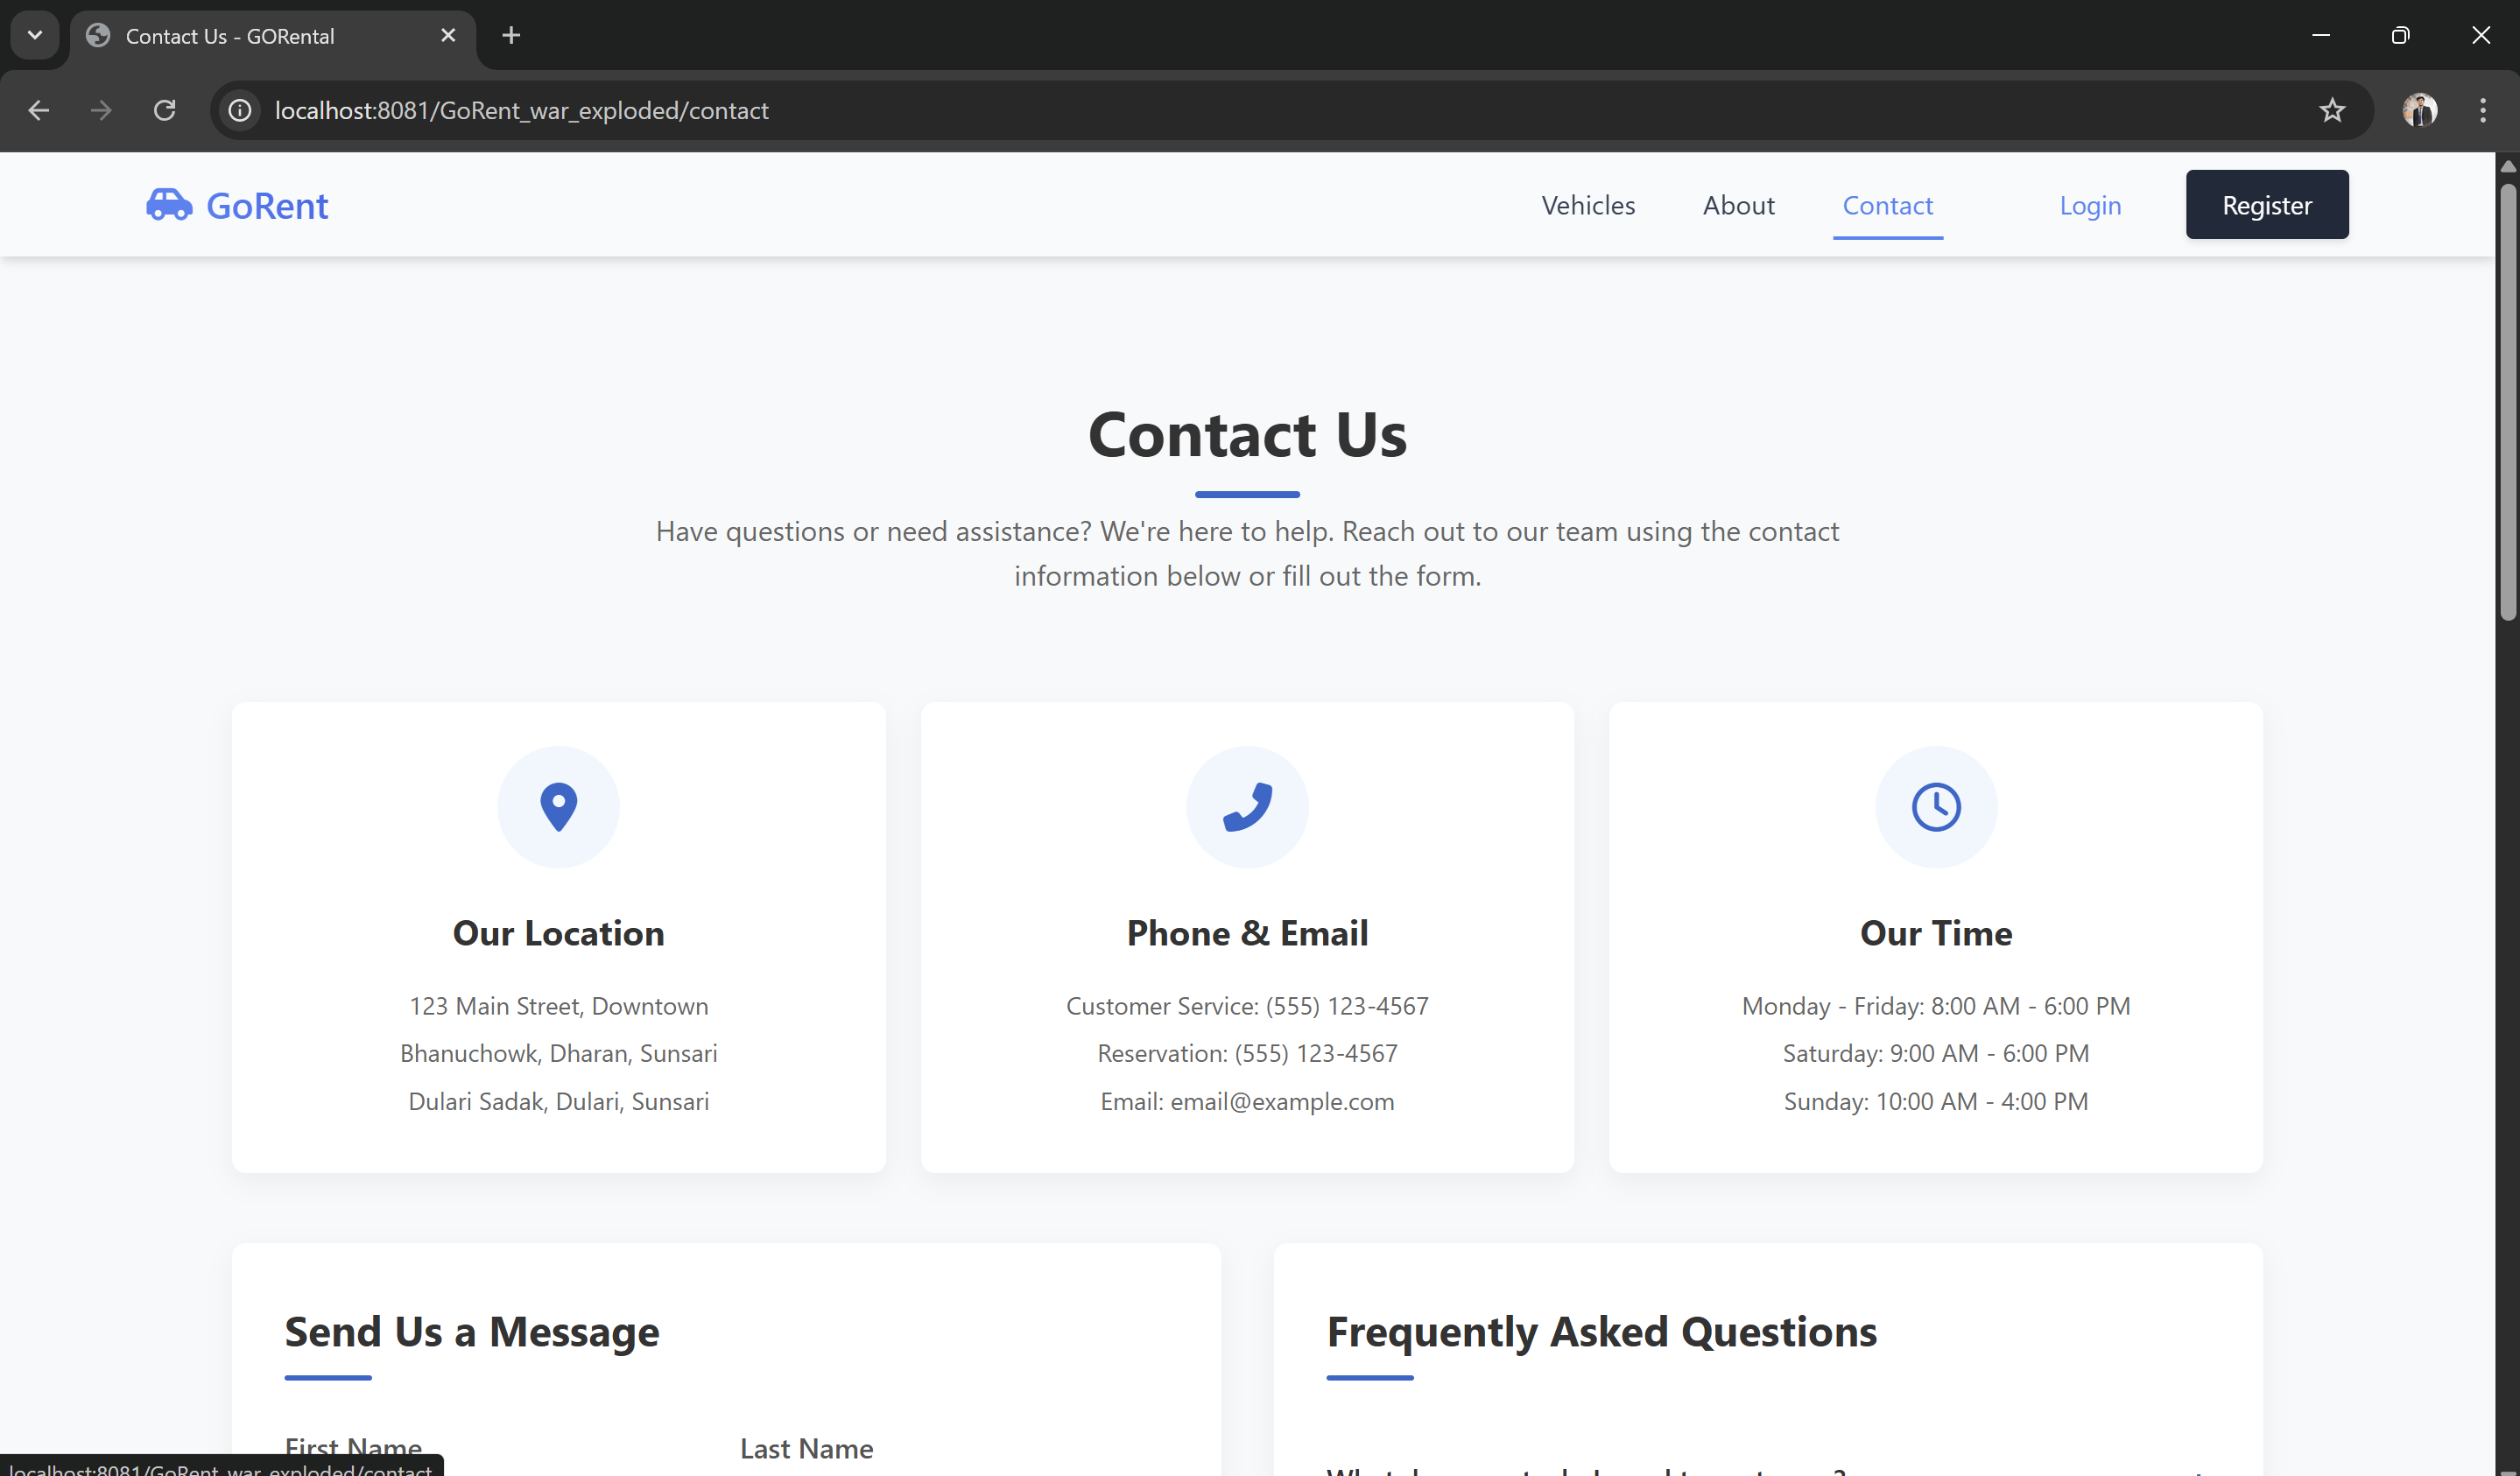 Contact Us - GORental
localhost:8081/GoRent_war_exploded/contact
GoRent
Vehicles
About
Contact
Login
Register
Contact Us
Have questions or need assistance? We're here to help. Reach out to our team using the contact
information below or fill out the form.
Our Location
123 Main Street, Downtown
Bhanuchowk, Dharan, Sunsari
Dulari Sadak, Dulari, Sunsari
Phone & Email
Customer Service: (555) 123-4567
Reservation: (555) 123-4567
Email: email@example.com
Our Time
Monday - Friday: 8:00 AM - 6:00 PM
Saturday: 9:00 AM - 6:00 PM
Sunday: 10:00 AM - 4:00 PM
Send Us a Message
First Name
Last Name
Frequently Asked Questions
localhost:8081/GoRent_war_exploded/contact